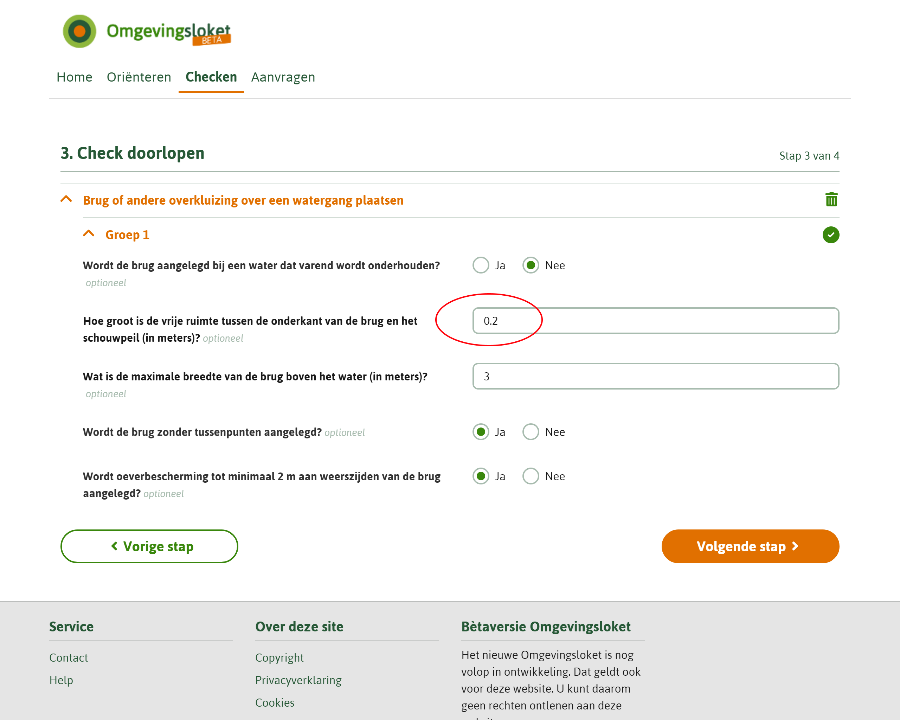 Omgevingsloket
BETA
Home Oriënteren Checken Aanvragen
3. Check doorlopen
Stap 3 van 4
Brug of andere overkluizing over een watergang plaatsen
Groep 1
Wordt de brug aangelegd bij een water dat varend wordt onderhouden?
optioneel
Ja Nee
Hoe groot is de vrije ruimte tussen de onderkant van de brug en het
schouwpeil (in meters)? optioneel
0.2
Wat is de maximale breedte van de brug boven het water (in meters)?
optioneel
3
Wordt de brug zonder tussenpunten aangelegd? optioneel
Ja Nee
Wordt oeverbescherming tot minimaal 2 m aan weerszijden van de brug
aangelegd? optioneel
Ja Nee
Vorige stap
Volgende stap
Service
Contact
Help
Over deze site
Copyright
Privacyverklaring
Cookies
Bètaversie Omgevingsloket
Het nieuwe Omgevingsloket is nog
volop in ontwikkeling. Dat geldt ook
voor deze website. U kunt daarom
geen rechten ontlenen aan deze